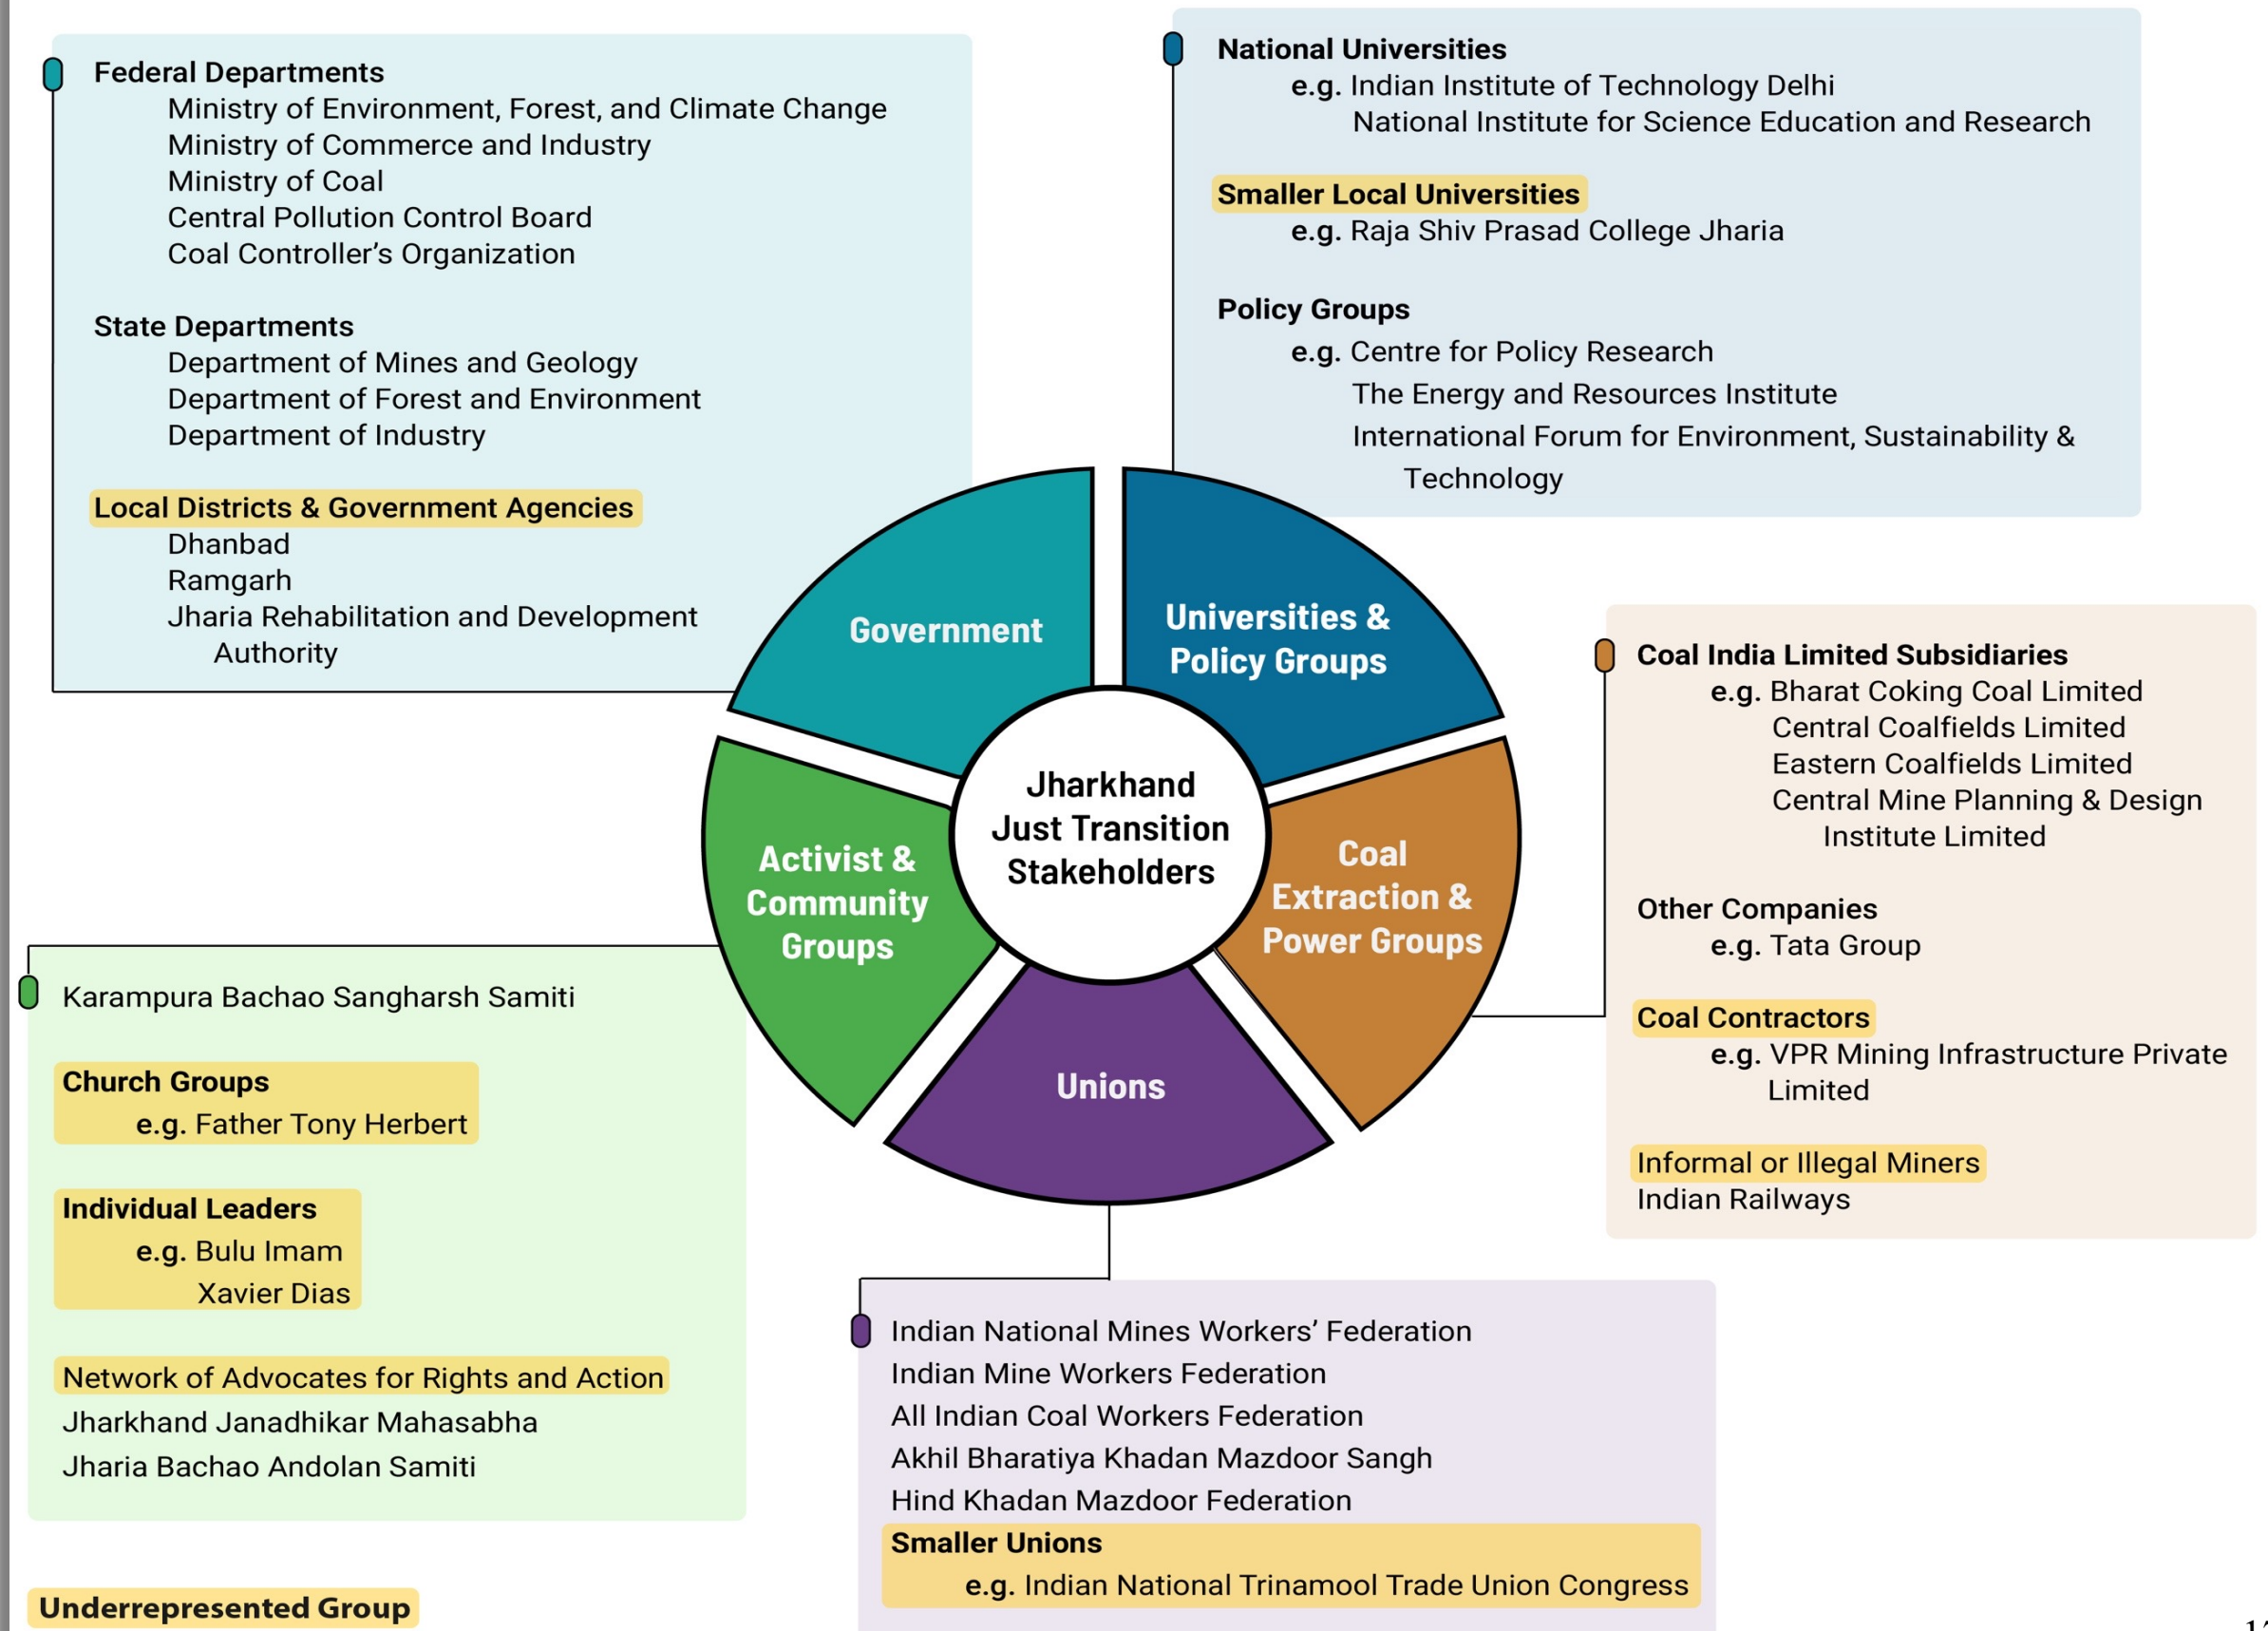 Federal Departments
Ministry of Environment, Forest, and Climate Change
Ministry of Commerce and Industry
Ministry of Coal
Central Pollution Control Board
Coal Controller’s Organization
State Departments
Department of Mines and Geology
Department of Forest and Environment
Department of Industry
Local Districts & Government Agencies
Dhanbad
Ramgarh
Jharia Rehabilitation and Development
Authority
National Universities
e.g. Indian Institute of Technology Delhi
National Institute for Science Education and Research
Smaller Local Universities
e.g. Raja Shiv Prasad College Jharia
Policy Groups
e.g. Centre for Policy Research
The Energy and Resources Institute
International Forum for Environment, Sustainability &
Technology
Government
Universities &
Policy Groups
Jharkhand
Just Transition
Stakeholders
Activist &
Community
Groups
Coal
Extraction &
Power Groups
Unions
Coal India Limited Subsidiaries
e.g. Bharat Coking Coal Limited
Central Coalfields Limited
Eastern Coalfields Limited
Central Mine Planning & Design
Institute Limited
Other Companies
e.g. Tata Group
Coal Contractors
e.g. VPR Mining Infrastructure Private
Limited
Informal or Illegal Miners
Indian Railways
Karampura Bachao Sangharsh Samiti
Church Groups
e.g. Father Tony Herbert
Individual Leaders
e.g. Bulu Imam
Xavier Dias
Network of Advocates for Rights and Action
Jharkhand Janadhikar Mahasabha
Jharia Bachao Andolan Samiti
Indian National Mines Workers’ Federation
Indian Mine Workers Federation
All Indian Coal Workers Federation
Akhil Bharatiya Khadan Mazdoor Sangh
Hind Khadan Mazdoor Federation
Smaller Unions
e.g. Indian National Trinamool Trade Union Congress
Underrepresented Group